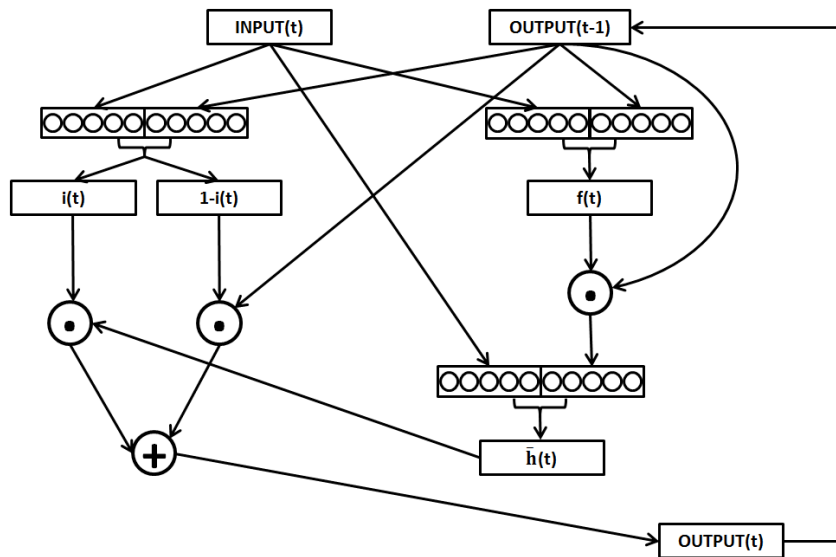 INPUT(t)
OUTPUT(t-1)
i(t)
1-i(t)
f(t)
h̄(t)
OUTPUT(t)